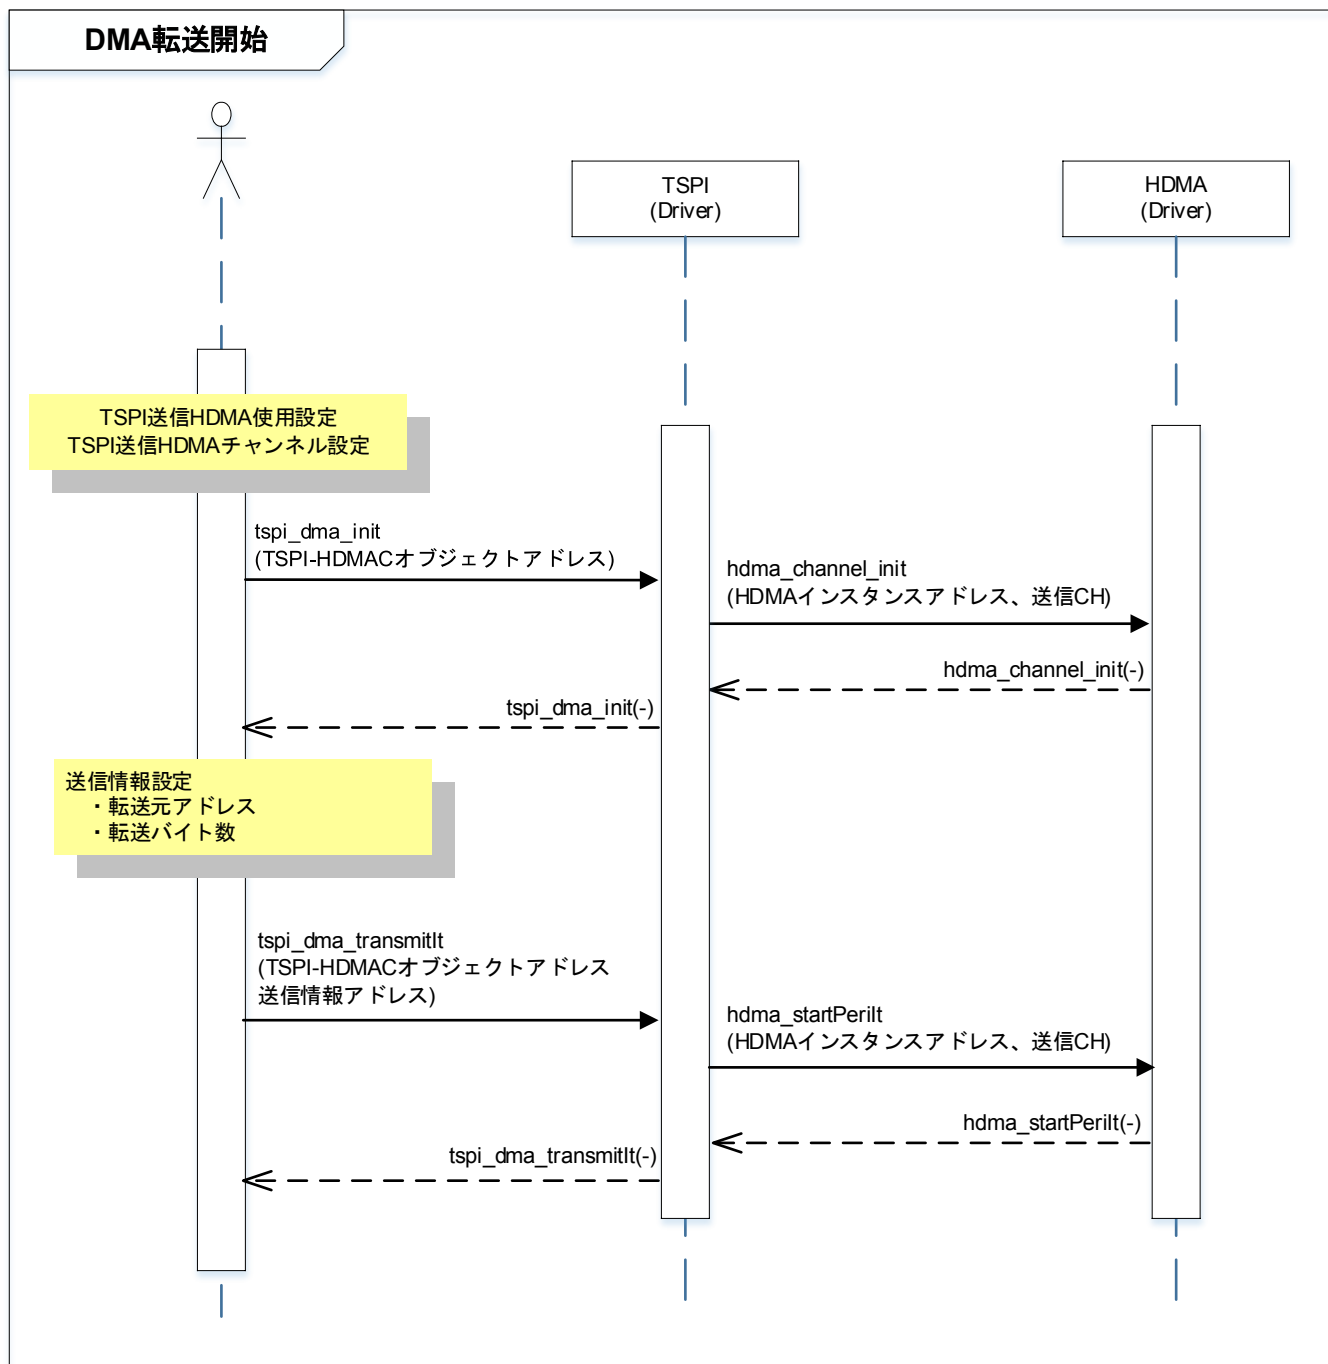 DMA転送開始
TSPI
(Driver)
HDMA
(Driver)
TSPI送信HDMA使用設定
TSPI送信HDMAチャンネル設定
tspi_dma_init
(TSPI-HDMACオブジェクトアドレス)
hdma_channel_init
(HDMAインスタンスアドレス、送信CH)
hdma_channel_init(-)
tspi_dma_init(-)
送信情報設定
・転送元アドレス
・転送バイト数
tspi_dma_transmitIt
(TSPI-HDMACオブジェクトアドレス
送信情報アドレス)
hdma_startPeriIt
(HDMAインスタンスアドレス、送信CH)
hdma_startPeriIt(-)
tspi_dma_transmitIt(-)